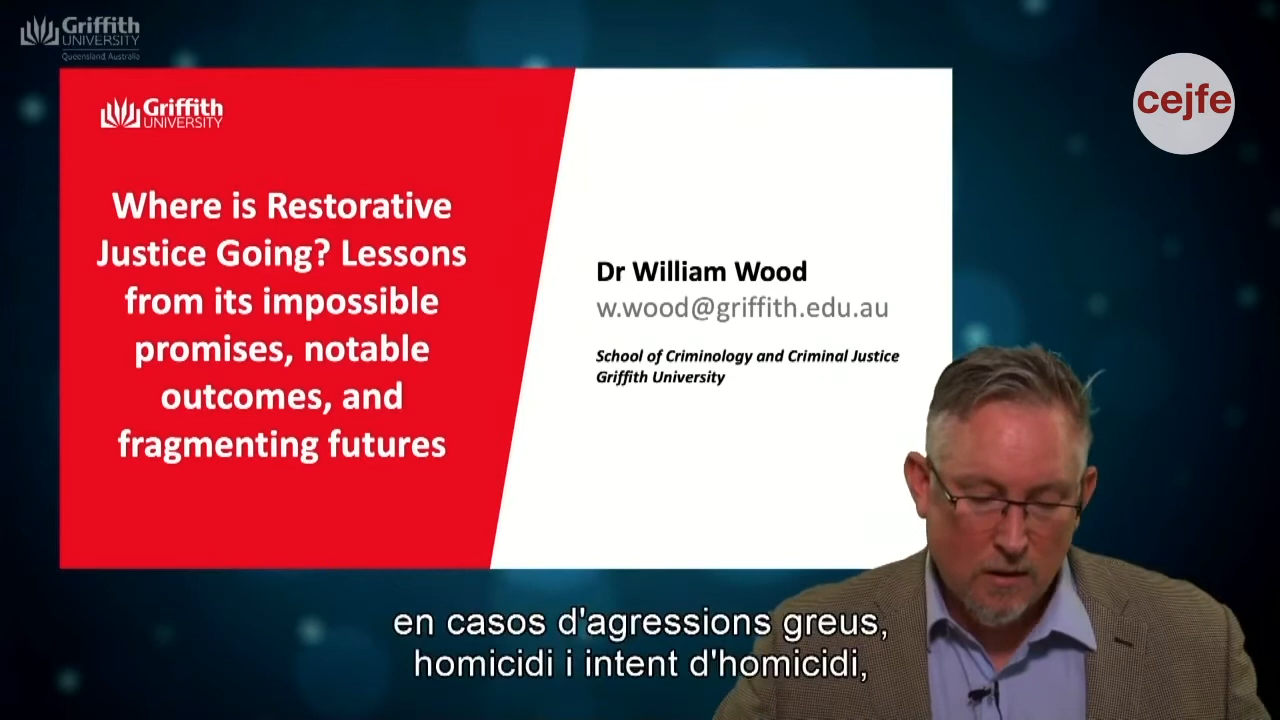 Griffith
UNIVERSITY
Queensland, Australia
Griffith
UNIVERSITY
Where is Restorative
Justice Going? Lessons
from its impossible
promises, notable
outcomes, and
fragmenting futures
Dr William Wood
w.wood@griffith.edu.au
School of Criminology and Criminal Justice
Griffith University
cejfe
en casos d'agressions greus,
homicidi i intent d'homicidi,